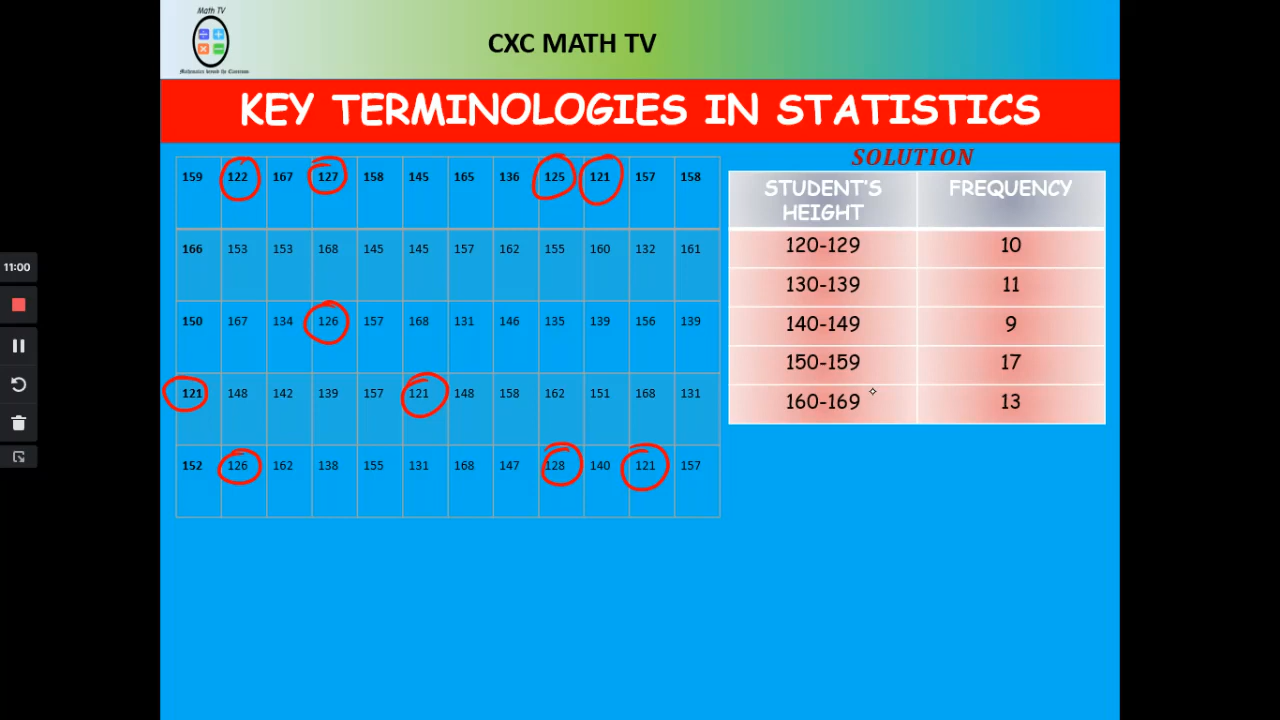 Math TV
Mathematics beyond the Classroom
CXC MATH TV
KEY TERMINOLOGIES IN STATISTICS
159 122 167 127 158 145 165 136 125 121 157 158
166 153 153 168 145 145 157 162 155 160 132 161
150 167 134 126 157 168 131 146 135 139 156 139
121 148 142 139 157 121 148 158 162 151 168 131
152 126 162 138 155 131 168 147 128 140 121 157
SOLUTION
STUDENT'S HEIGHT FREQUENCY
120-129 10
130-139 11
140-149 9
150-159 17
160-169 13
11:00